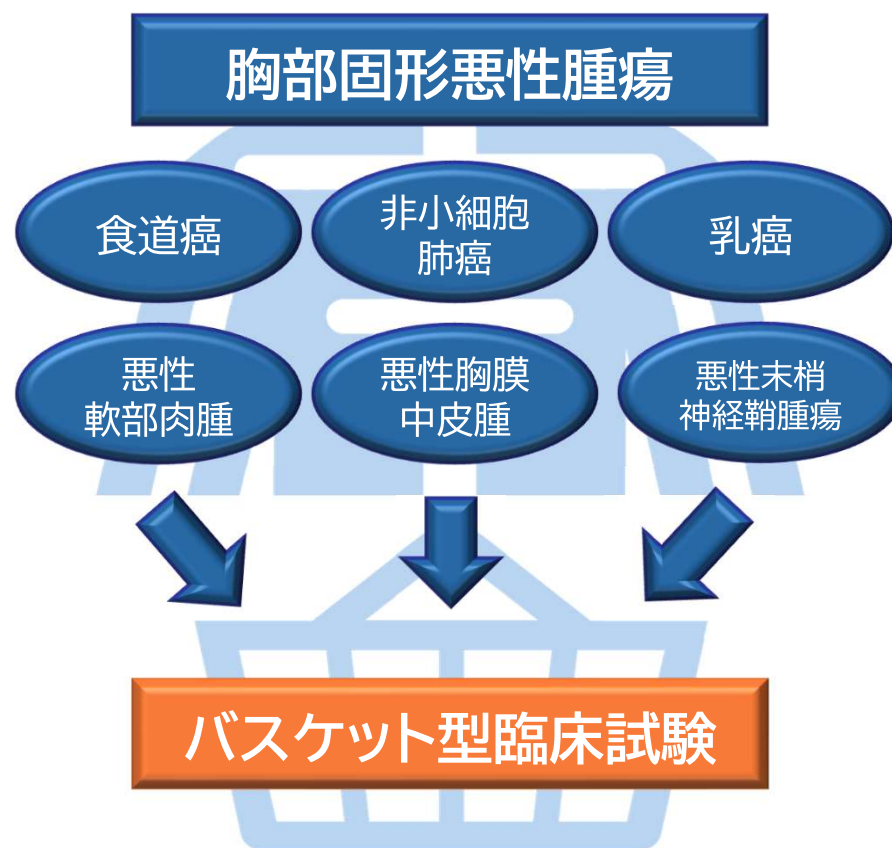 胸部固形悪性腫瘍
食道癌
非小細胞
肺癌
乳癌
悪性
軟部肉腫
悪性胸膜
中皮腫
悪性末梢
神経鞘腫瘍
バスケット型臨床試験